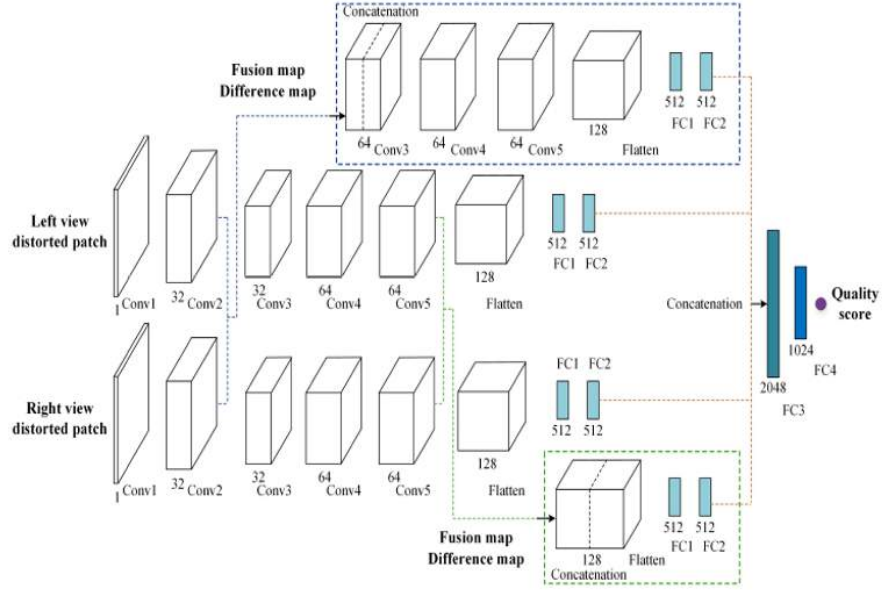 Concatenation
Fusion map
Difference map
64 Conv3 64 Conv4 64 Conv5 128 Flatten 512 512
FC1 FC2
Left view
distorted patch
1 Conv1 32 Conv2 32 Conv3 64 Conv4 64 Conv5 128 Flatten 512 512
FC1 FC2
Concatenation
Quality
score
2048 1024
FC3 FC4
Right view
distorted patch
FC1 FC2
1 Conv1 32 Conv2 32 Conv3 64 Conv4 64 Conv5 128 Flatten 512 512
Fusion map
Difference map
128 Flatten 512 512
FC1 FC2
Concatenation